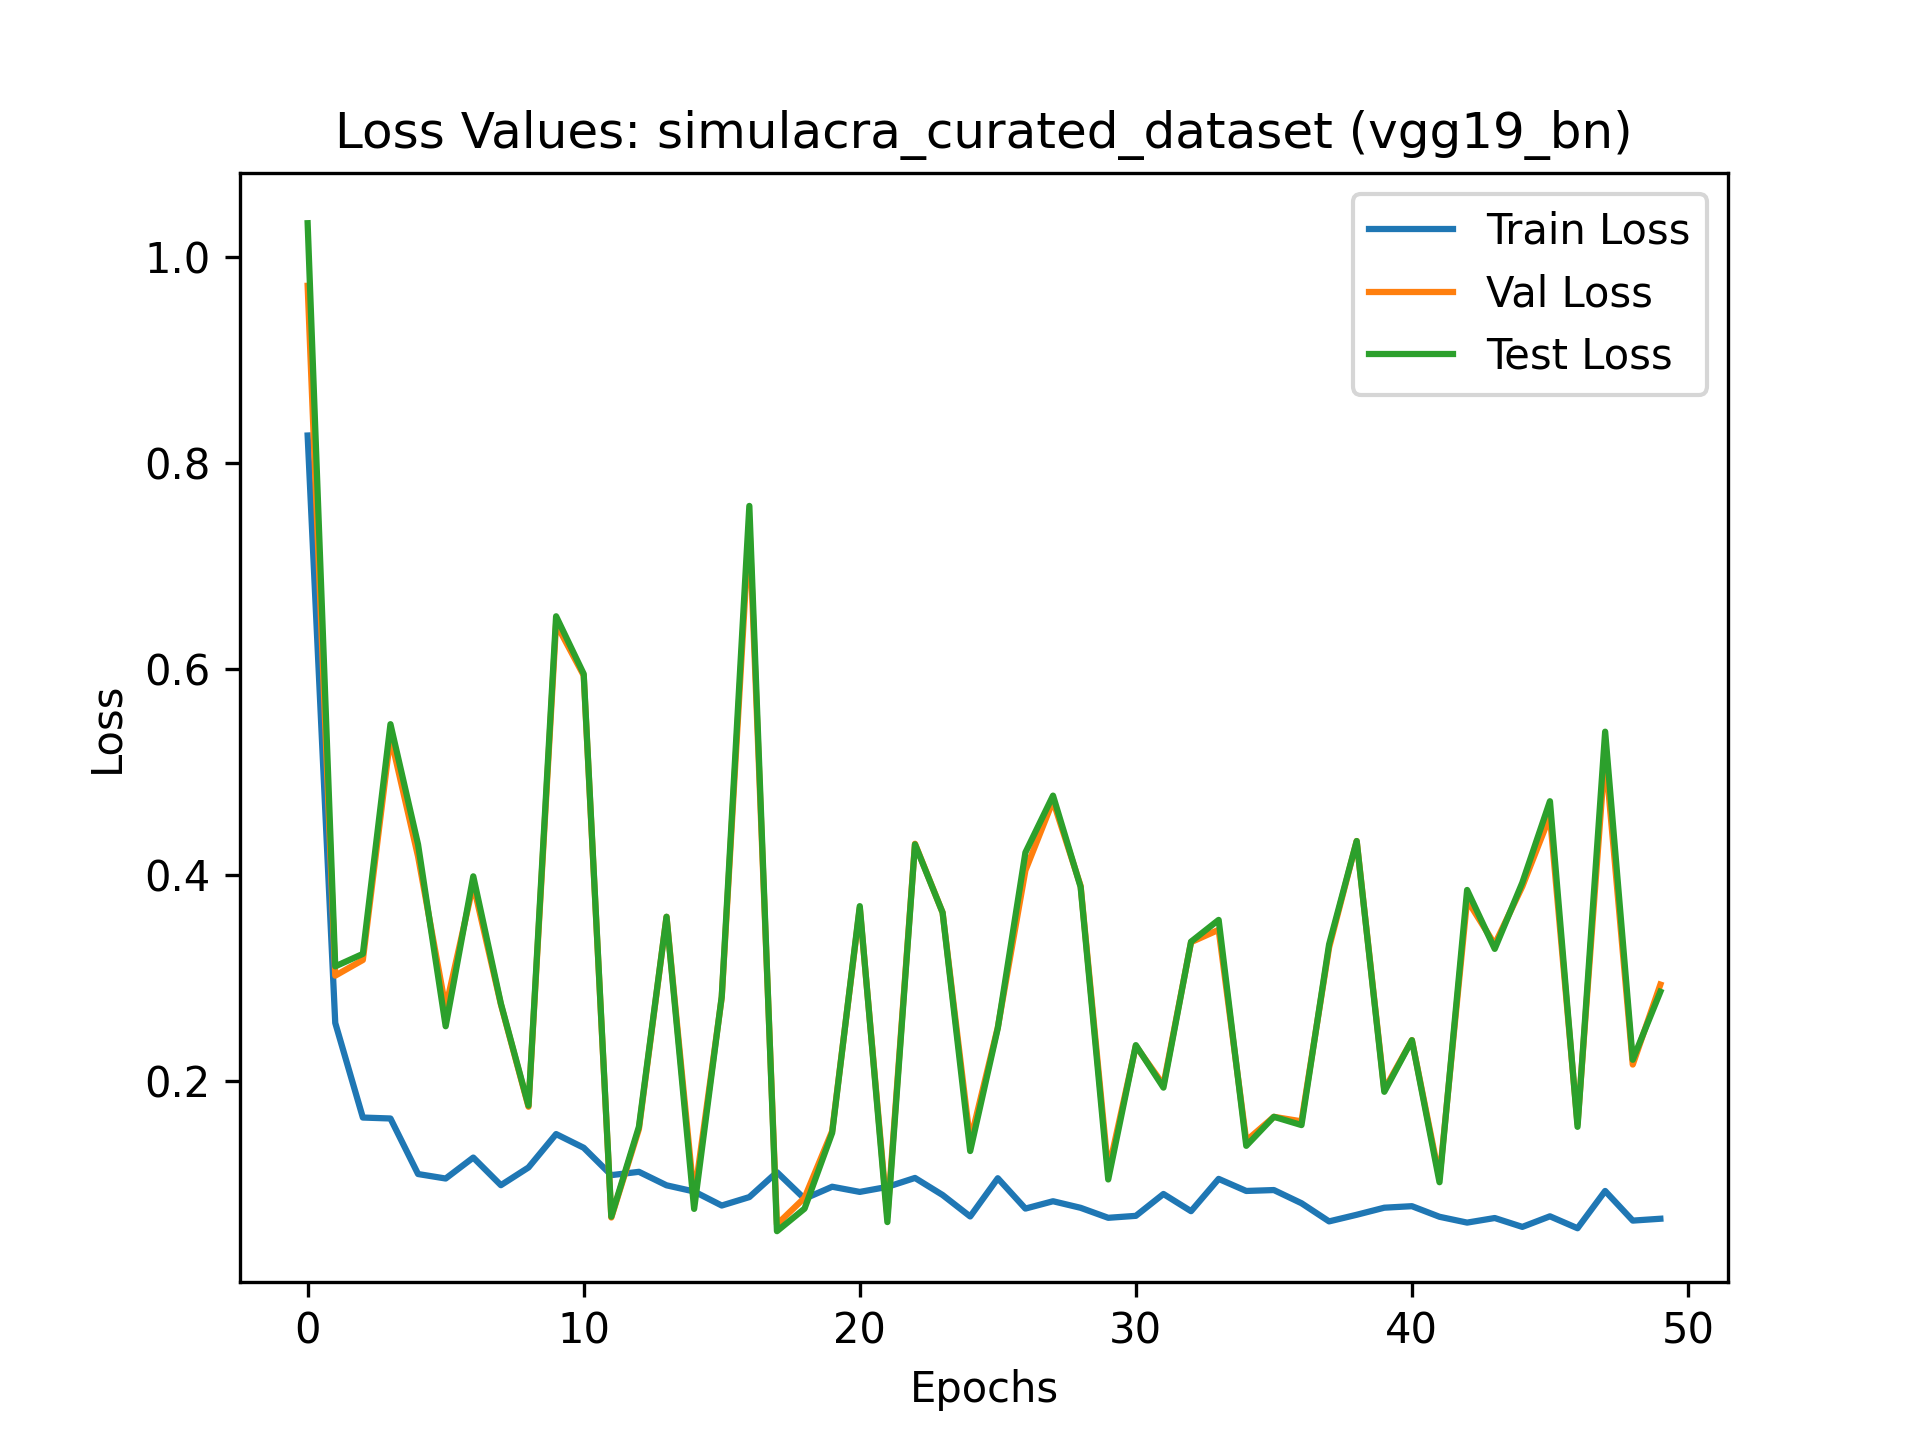 Loss Values: simulacra_curated_dataset (vgg19_bn)
Train Loss
Val Loss
Test Loss
1.0
0.8
0.6
0.4
0.2
Loss
0 10 20 30 40 50
Epochs